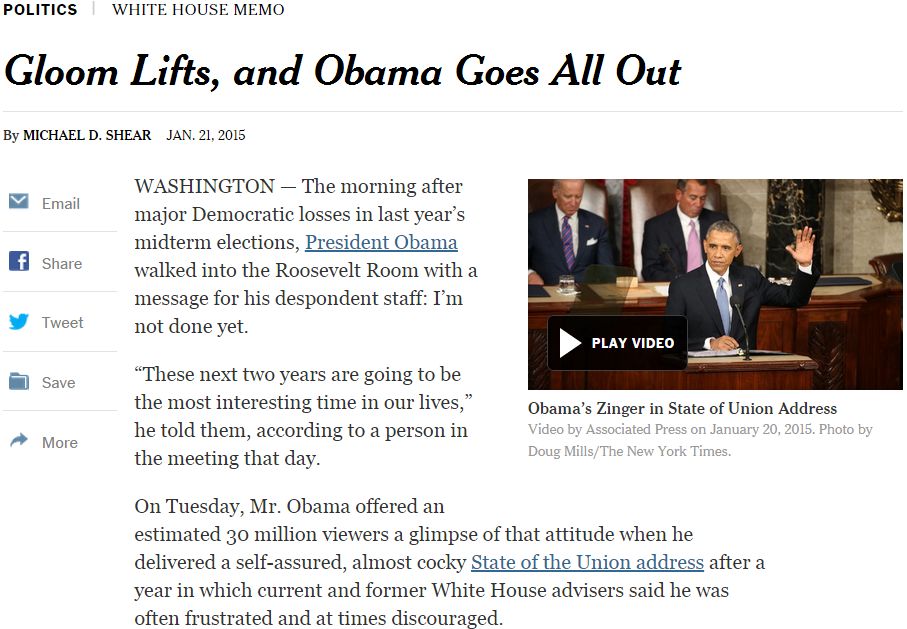 POLITICS | WHITE HOUSE MEMO
Gloom Lifts, and Obama Goes All Out
By MICHAEL D. SHEAR JAN. 21, 2015
Email
Share
Tweet
Save
More
WASHINGTON — The morning after
major Democratic losses in last year’s
midterm elections, President Obama
walked into the Roosevelt Room with a
message for his despondent staff: I’m
not done yet.
“These next two years are going to be
the most interesting time in our lives,”
he told them, according to a person in
the meeting that day.
PLAY VIDEO
Obama’s Zinger in State of Union Address
Video by Associated Press on January 20, 2015. Photo by
Doug Mills/The New York Times.
On Tuesday, Mr. Obama offered an
estimated 30 million viewers a glimpse of that attitude when he
delivered a self-assured, almost cocky State of the Union address after a
year in which current and former White House advisers said he was
often frustrated and at times discouraged.